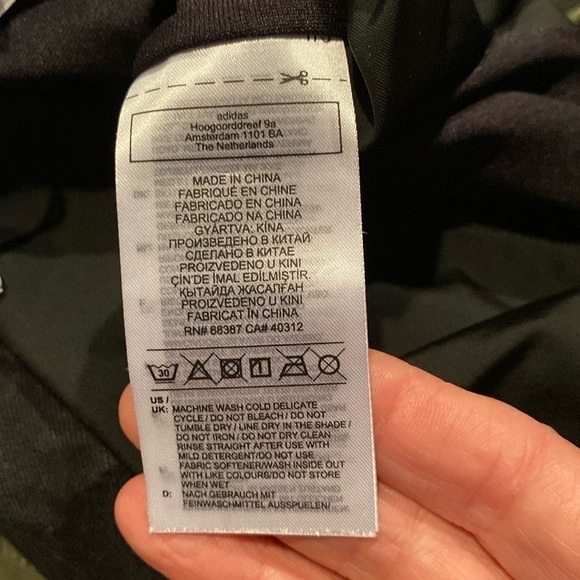 adidas
Hoogoorddreef 9a
Amsterdam 1101 BA
The Netherlands
MADE IN CHINA
FABRIQUÉ EN CHINE
FABRICADO EN CHINA
FABRICADO NA CHINA
GYÁRTVA: KÍNA
ПРОИЗВЕДЕНО В КИТАЙ
СДЕЛАНО В КИТАЕ
PROIZVEDENO U KINI
ÇİN'DE İMAL EDİLMİŞTİR.
ҚЫТАЙДА ЖАСАЛҒАН
PROIZVEDENO U KINI
FABRICAT ÎN CHINA
RN# 88387 CA# 40312
30
US /
UK: MACHINE WASH COLD DELICATE
CYCLE / DO NOT BLEACH / DO NOT
TUMBLE DRY / LINE DRY IN THE SHADE /
DO NOT IRON / DO NOT DRY CLEAN
RINSE STRAIGHT AFTER USE WITH
MILD DETERGENT/DO NOT USE
FABRIC SOFTENER/WASH INSIDE OUT
WITH LIKE COLOURS/DO NOT STORE
WHEN WET
D: NACH GEBRAUCH MIT
FEINWASCHMITTEL AUSSPUELEN/